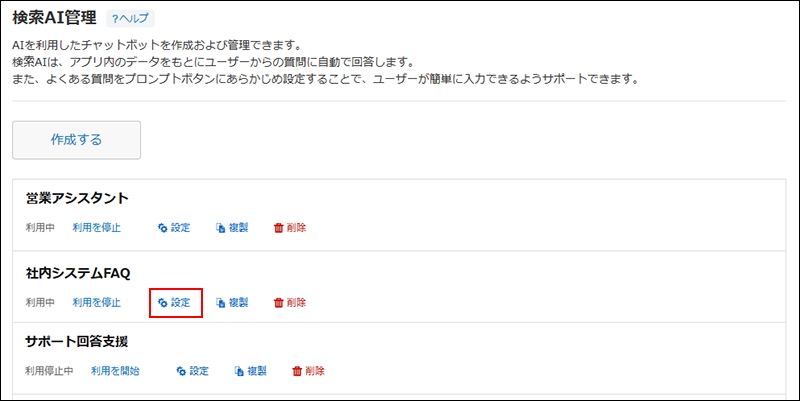 検索AI管理 ?ヘルプ
AIを利用したチャットボットを作成および管理できます。
検索AIは、アプリ内のデータをもとにユーザーからの質問に自動で回答します。
また、よくある質問をプロンプトボタンにあらかじめ設定することで、ユーザーが簡単に入力できるようサポートできます。
作成する
営業アシスタント
利用中 利用を停止 設定 複製 削除
社内システムFAQ
利用中 利用を停止 設定 複製 削除
サポート回答支援
利用停止中 利用を開始 設定 複製 削除